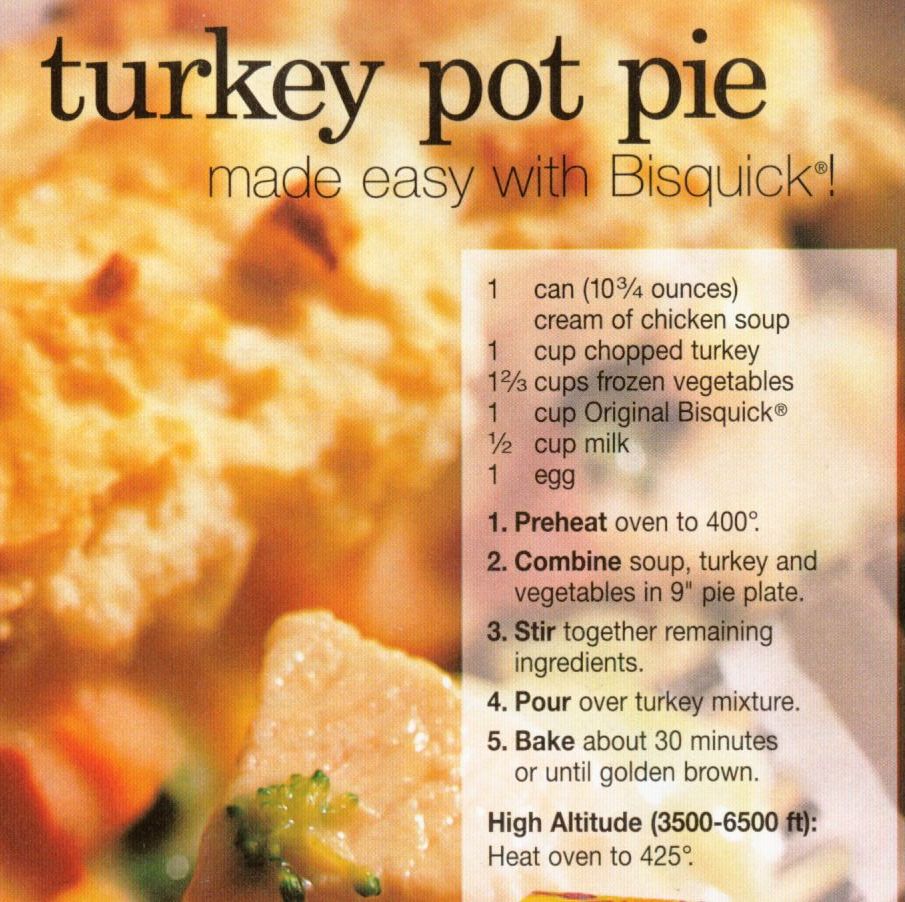 turkey pot pie
made easy with Bisquick®!
1 can (10¾ ounces)
cream of chicken soup
1 cup chopped turkey
1⅔ cups frozen vegetables
1 cup Original Bisquick®
½ cup milk
1 egg
1. Preheat oven to 400°.
2. Combine soup, turkey and
vegetables in 9" pie plate.
3. Stir together remaining
ingredients.
4. Pour over turkey mixture.
5. Bake about 30 minutes
or until golden brown.
High Altitude (3500-6500 ft):
Heat oven to 425°.